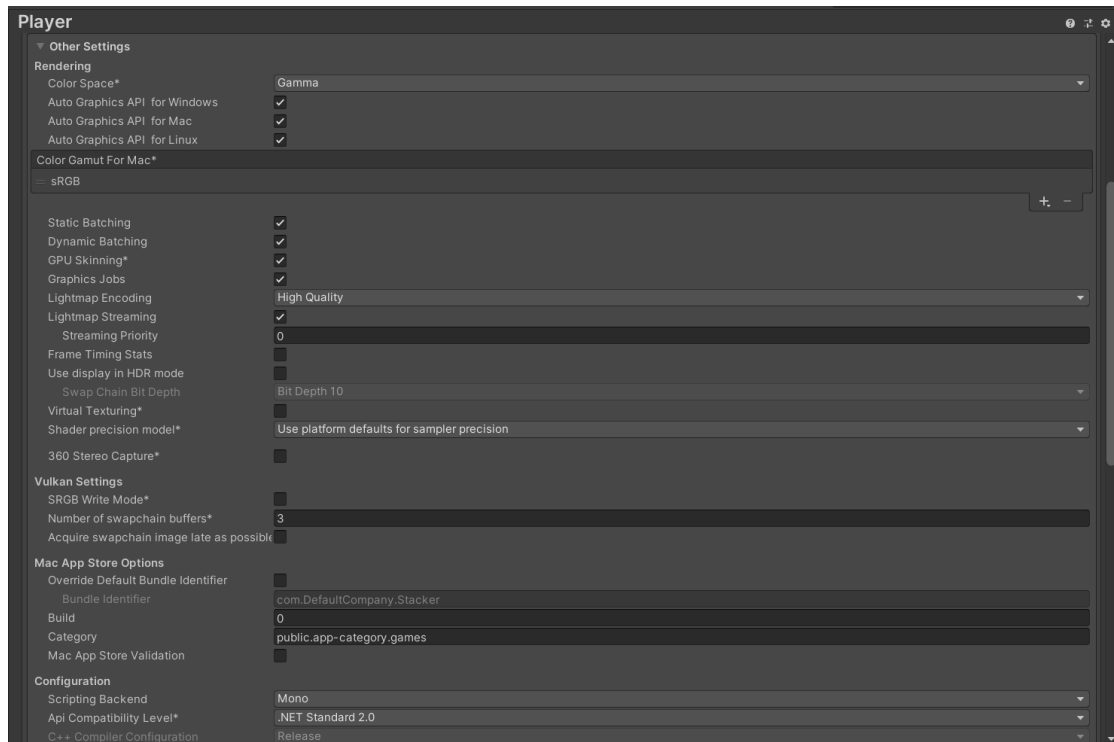 Player
Other Settings
Rendering
Color Space* Gamma
Auto Graphics API for Windows
Auto Graphics API for Mac
Auto Graphics API for Linux
Color Gamut For Mac*
sRGB
Static Batching
Dynamic Batching
GPU Skinning*
Graphics Jobs
Lightmap Encoding High Quality
Lightmap Streaming
Streaming Priority 0
Frame Timing Stats
Use display in HDR mode
Swap Chain Bit Depth Bit Depth 10
Virtual Texturing*
Shader precision model* Use platform defaults for sampler precision
360 Stereo Capture*
Vulkan Settings
SRGB Write Mode*
Number of swapchain buffers* 3
Acquire swapchain image late as possible
Mac App Store Options
Override Default Bundle Identifier
Bundle Identifier com.DefaultCompany.Stacker
Build 0
Category public.app-category.games
Mac App Store Validation
Configuration
Scripting Backend Mono
Api Compatibility Level* .NET Standard 2.0
C++ Compiler Configuration Release